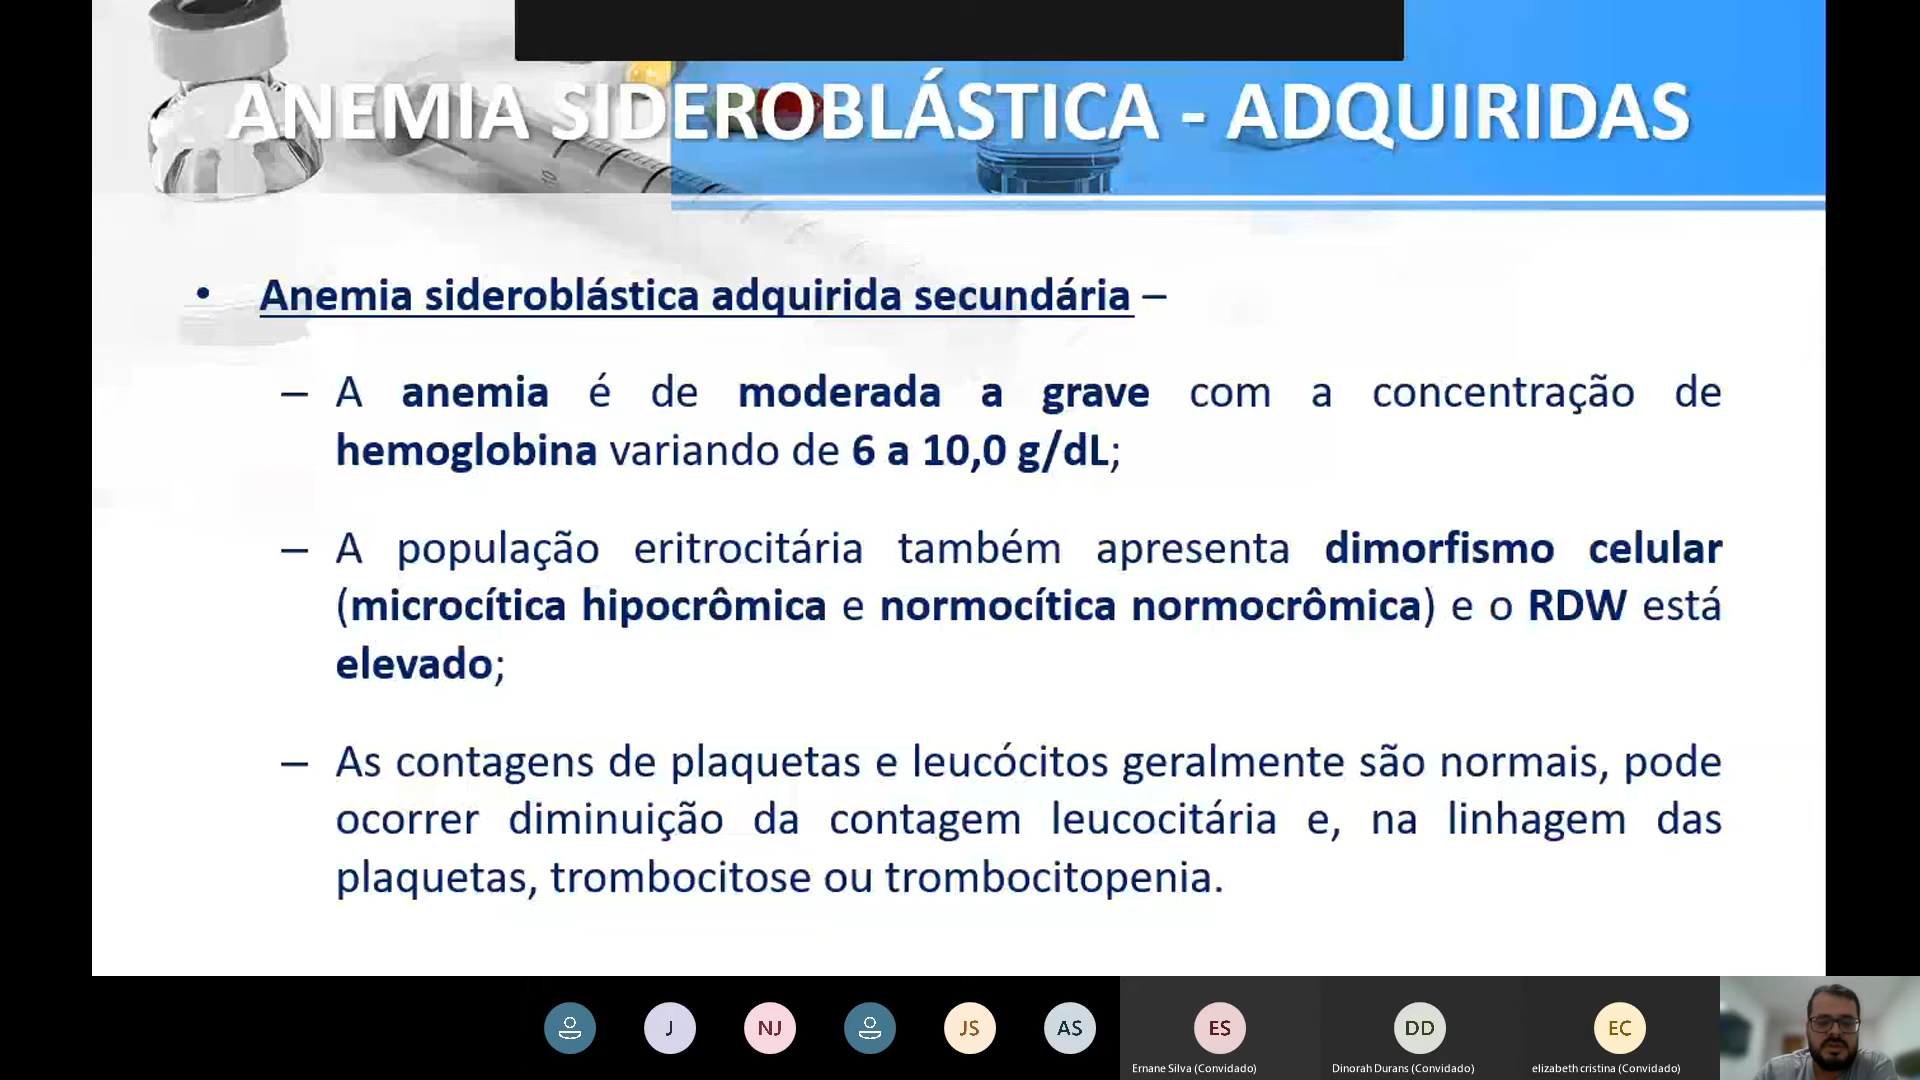 ANEMIA SIDEROBLÁSTICA - ADQUIRIDAS
• Anemia sideroblástica adquirida secundária –
– A anemia é de moderada a grave com a concentração de
hemoglobina variando de 6 a 10,0 g/dL;
– A população eritrocitária também apresenta dimorfismo celular
(microcítica hipocrômica e normocítica normocrômica) e o RDW está
elevado;
– As contagens de plaquetas e leucócitos geralmente são normais, pode
ocorrer diminuição da contagem leucocitária e, na linhagem das
plaquetas, trombocitose ou trombocitopenia.
J NJ JS AS ES DD EC
Ernane Silva (Convidado) Dinorah Durans (Convidado) elizabeth cristina (Convidado)